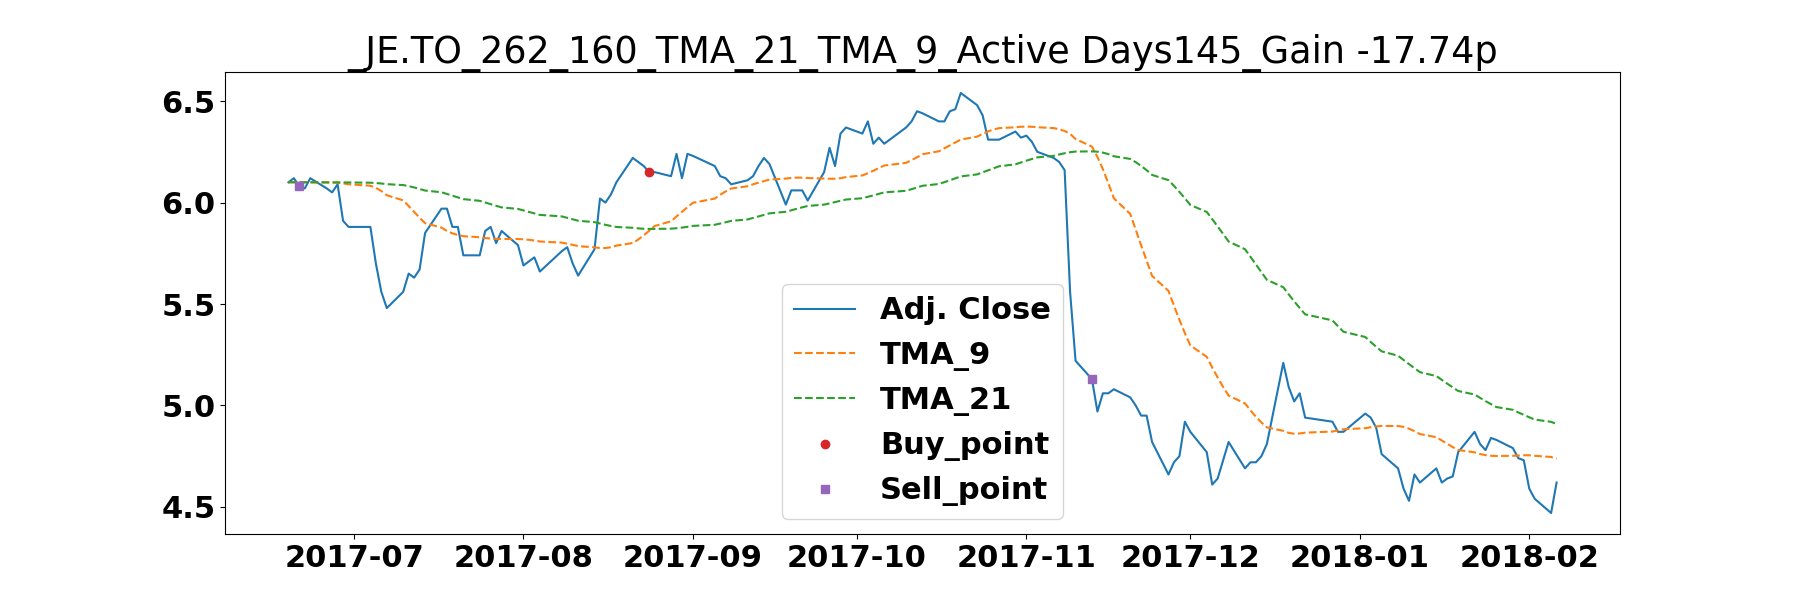 _JE.TO_262_160_TMA_21_TMA_9_Active Days145_Gain -17.74p
6.5
6.0
5.5
5.0
4.5
Adj. Close
TMA_9
TMA_21
Buy_point
Sell_point
2017-07 2017-08 2017-09 2017-10 2017-11 2017-12 2018-01 2018-02